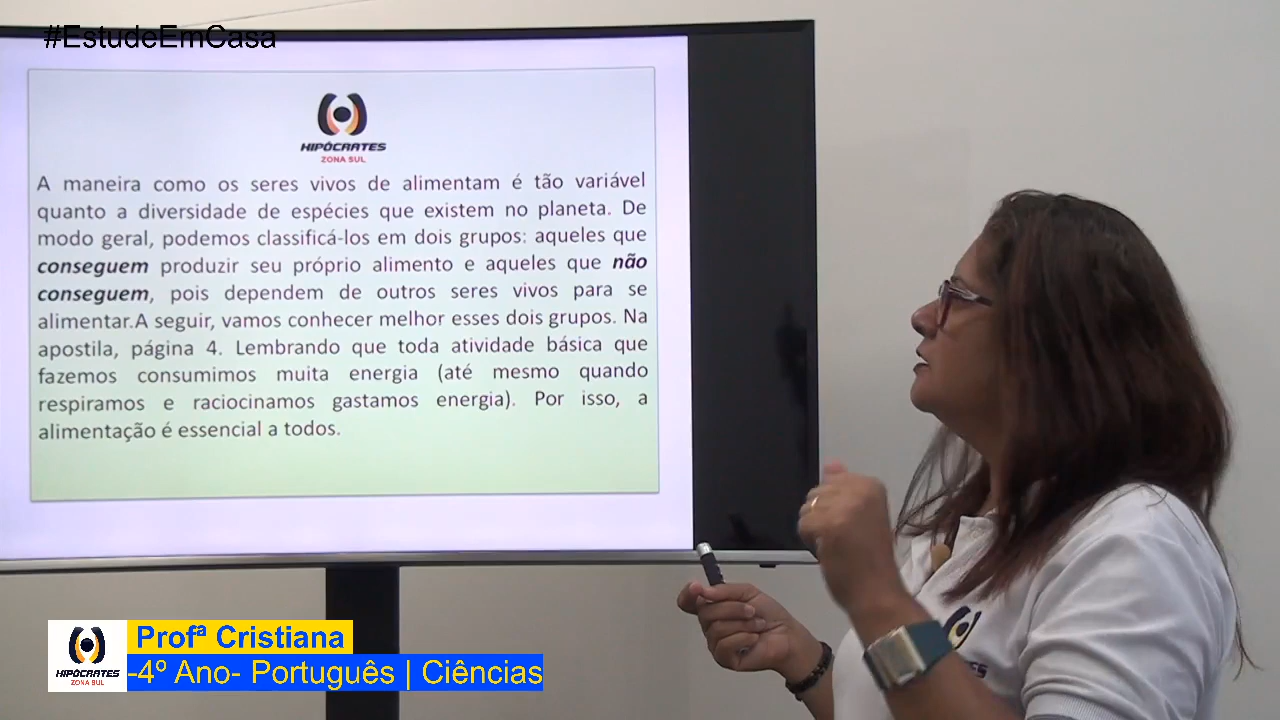 #EstudeEmCasa
HIPÓCRATES
ZONA SUL
A maneira como os seres vivos de alimentam é tão variável
quanto a diversidade de espécies que existem no planeta. De
modo geral, podemos classificá-los em dois grupos: aqueles que
conseguem produzir seu próprio alimento e aqueles que não
conseguem, pois dependem de outros seres vivos para se
alimentar.A seguir, vamos conhecer melhor esses dois grupos. Na
apostila, página 4. Lembrando que toda atividade básica que
fazemos consumimos muita energia (até mesmo quando
respiramos e raciocinamos gastamos energia). Por isso, a
alimentação é essencial a todos.
Profª Cristiana
-4º Ano- Português | Ciências
HIPÓCRATES
ZONA SUL
HIPÓCRATES
ZONA SUL